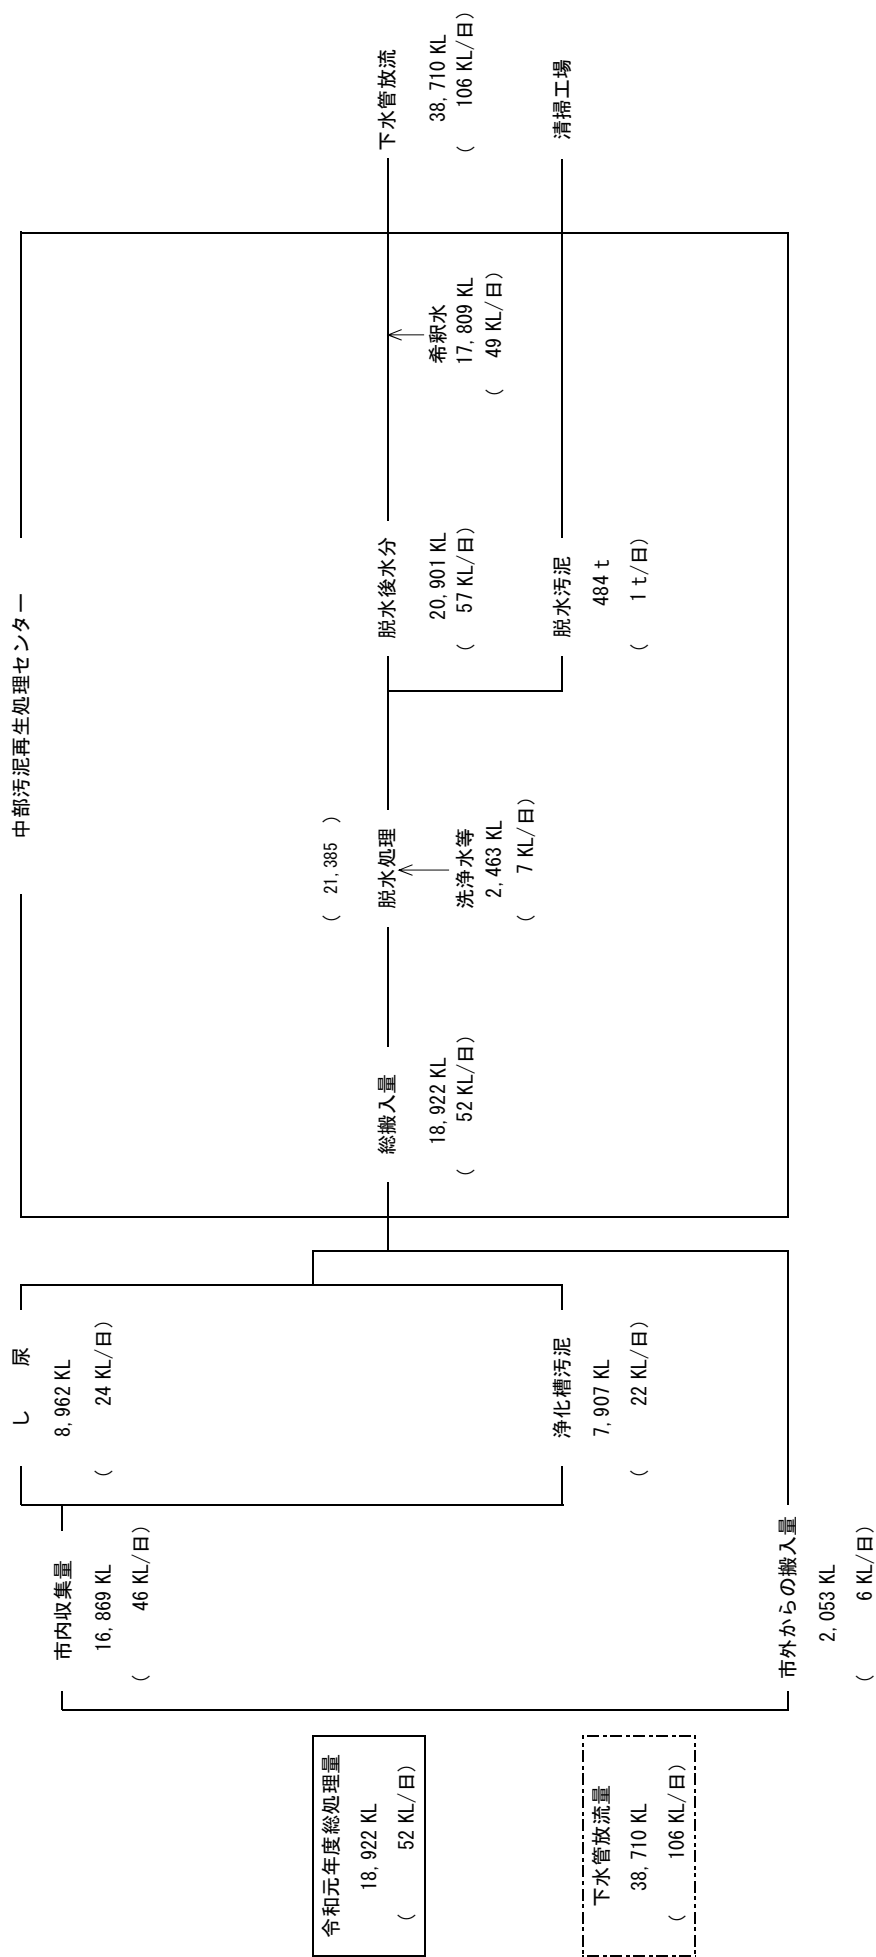 令和元年度総処理量
18,922 KL
( 52 KL/日)
下水管放流量
38,710 KL
( 106 KL/日)
市内収集量
16,869 KL
( 46 KL/日)
市外からの搬入量
2,053 KL
( 6 KL/日)
し 尿
8,962 KL
( 24 KL/日)
浄化槽汚泥
7,907 KL
( 22 KL/日)
中部汚泥再生処理センター
総搬入量
18,922 KL
( 52 KL/日)
( 21,385 )
脱水処理
洗浄水等
2,463 KL
( 7 KL/日)
脱水後水分
20,901 KL
( 57 KL/日)
脱水汚泥
484 t
( 1 t/日)
希釈水
17,809 KL
( 49 KL/日)
下水管放流
38,710 KL
( 106 KL/日)
清掃工場